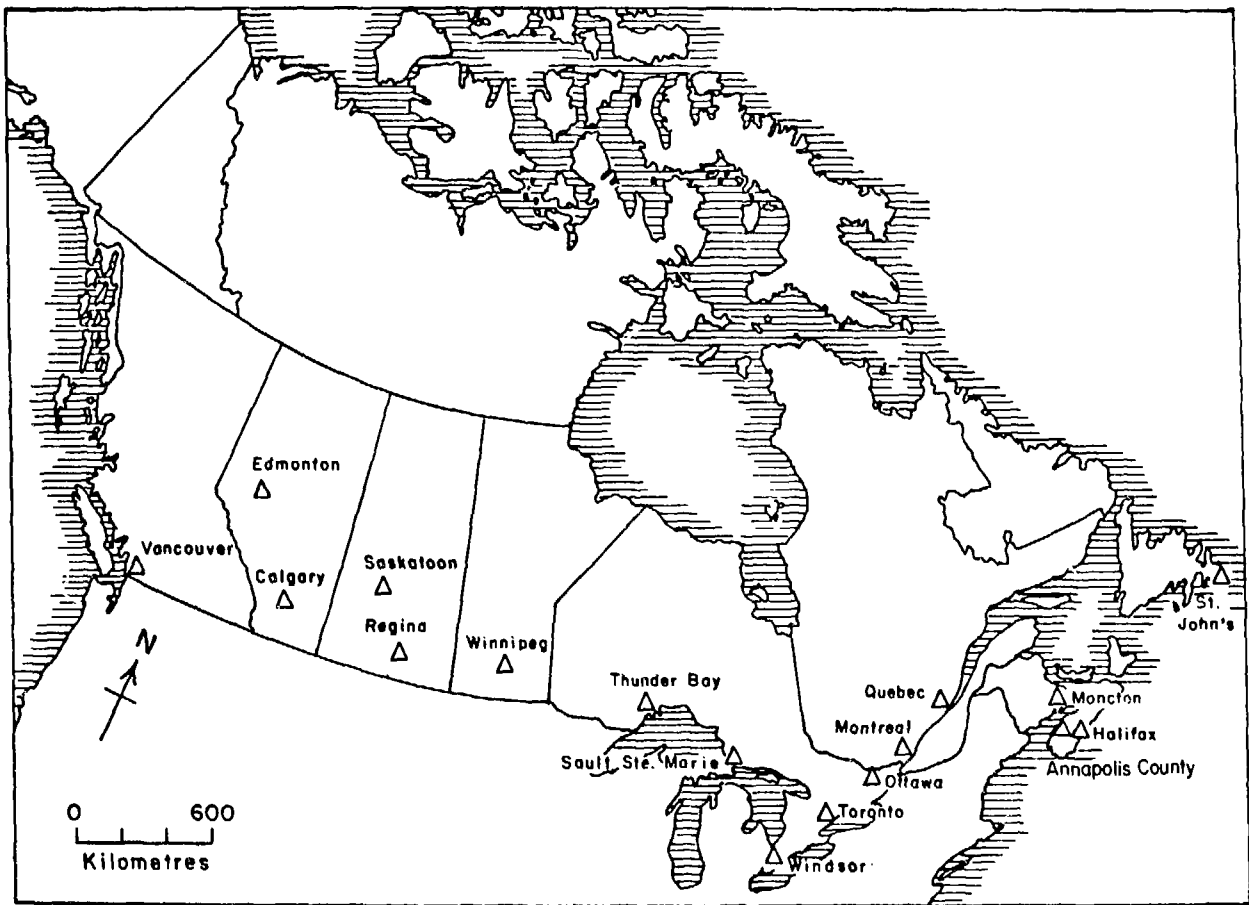 Edmonton
Vancouver
Calgary
Saskatoon
Regina
Winnipeg
St.
John's
N
Thunder Bay
Quebec
Moncton
Montreal
Halifax
Sault Ste. Marie
Annapolis County
Ottawa
0 600
Kilometres
Toronto
Windsor